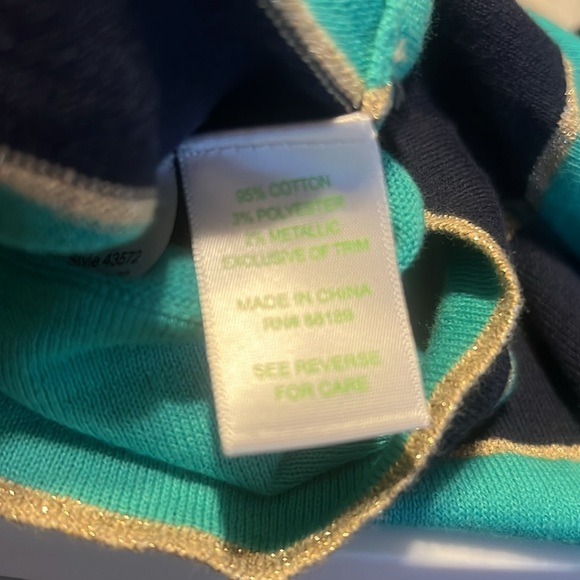 95% COTTON
3% POLYESTER
2% METALLIC
EXCLUSIVE OF TRIM
MADE IN CHINA
RN# 66189
SEE REVERSE
FOR CARE
Style 43572